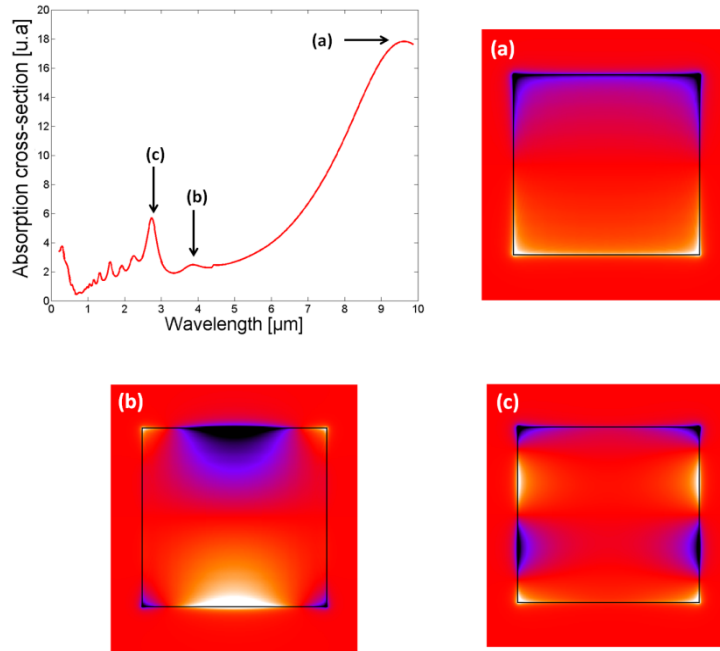 Absorption cross-section [u.a]
20
18
16
14
12
10
8
6
4
2
0
0 1 2 3 4 5 6 7 8 9 10
Wavelength [µm]
(a)
(c)
(b)
(a)
(b)
(c)